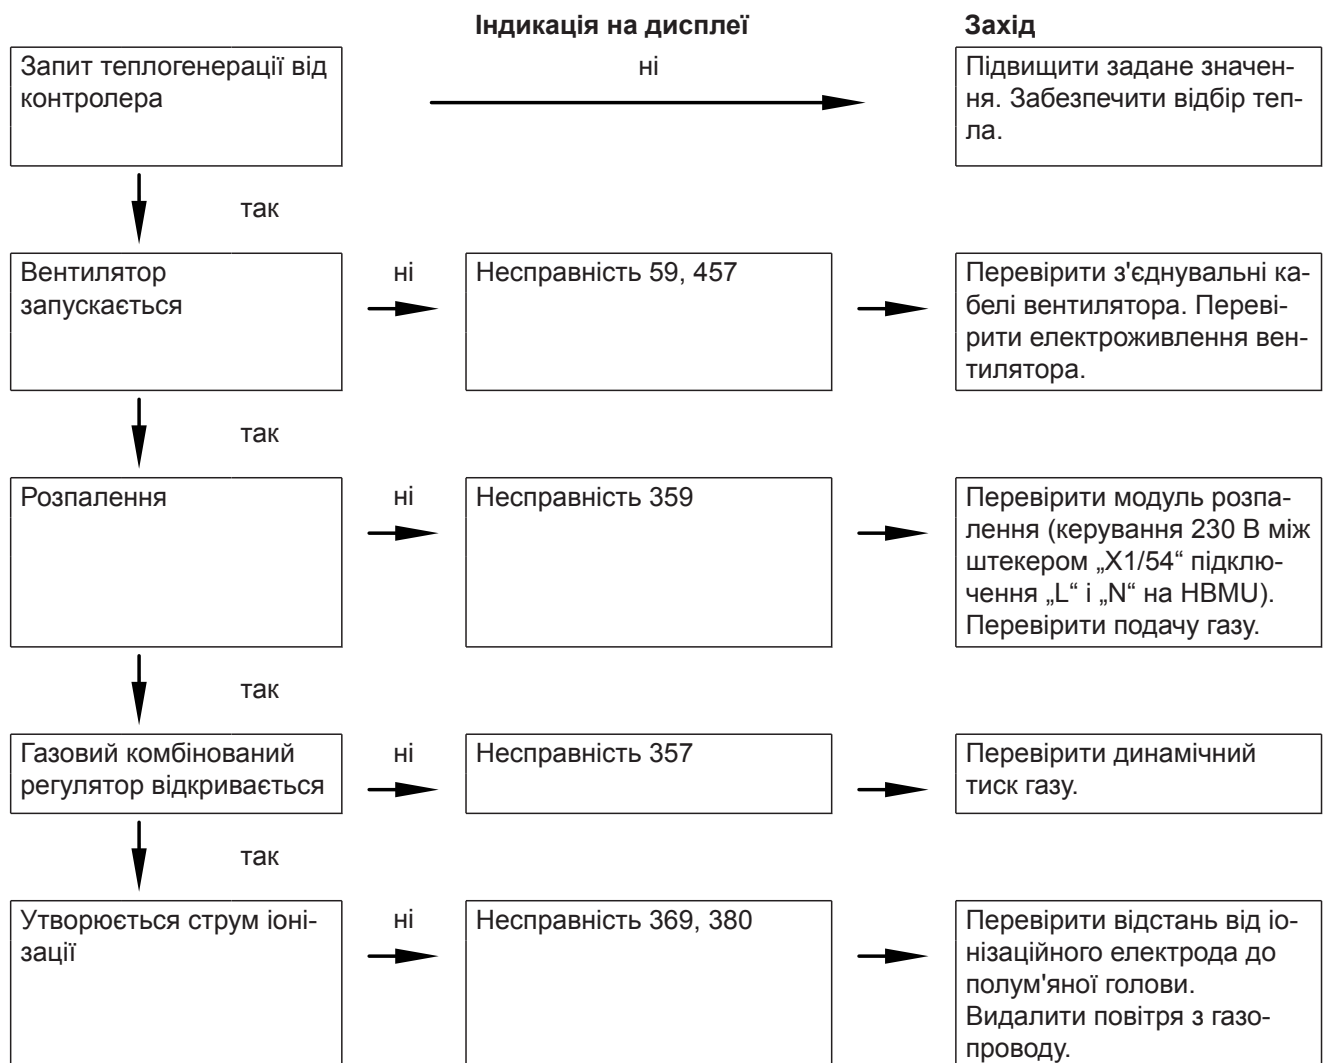 Індикація на дисплеї
Захід
Запит теплогенерації від
контролера
ні
Підвищити задане значен-
ня. Забезпечити відбір теп-
ла.
так
Вентилятор
запускається
ні
Несправність 59, 457
Перевірити з'єднувальні ка-
белі вентилятора. Переві-
рити електроживлення вен-
тилятора.
так
Розпалення
ні
Несправність 359
Перевірити модуль розпа-
лення (керування 230 В між
штекером „X1/54“ підклю-
чення „L“ і „N“ на HBMU).
Перевірити подачу газу.
так
Газовий комбінований
регулятор відкривається
ні
Несправність 357
Перевірити динамічний
тиск газу.
так
Утворюється струм іоні-
зації
ні
Несправність 369, 380
Перевірити відстань від іо-
нізаційного електрода до
полум'яної голови.
Видалити повітря з газо-
проводу.